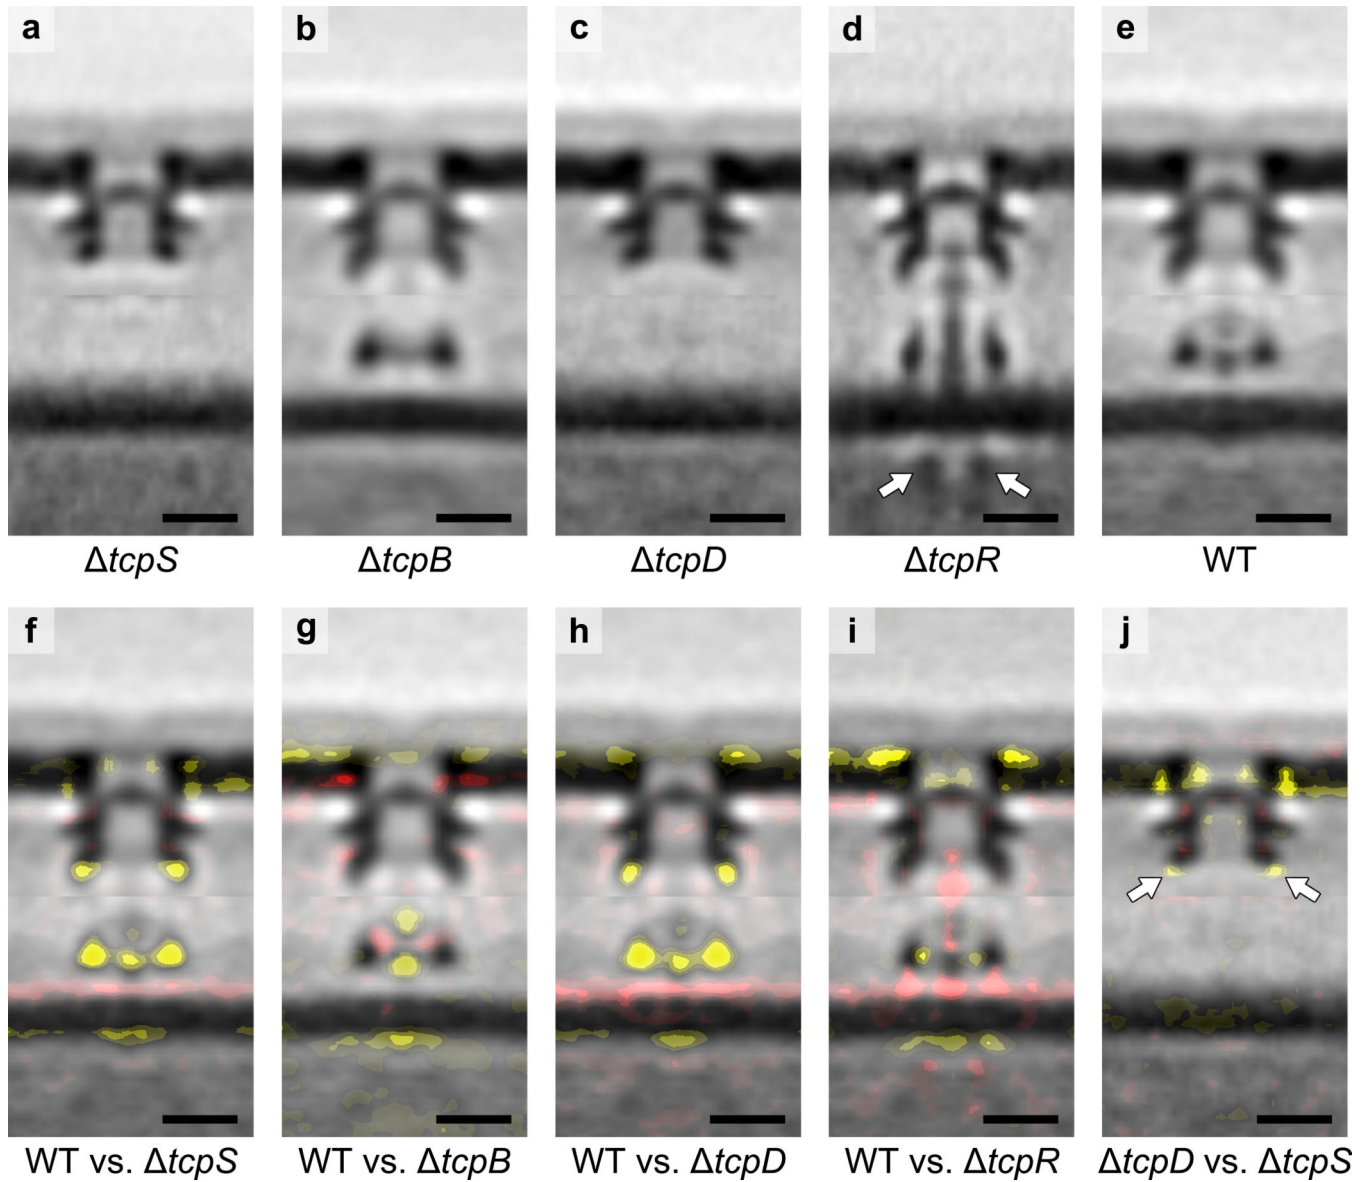 a b c d e
ΔtcpS ΔtcpB ΔtcpD ΔtcpR WT
f g h i j
WT vs. ΔtcpS WT vs. ΔtcpB WT vs. ΔtcpD WT vs. ΔtcpR ΔtcpD vs. ΔtcpS